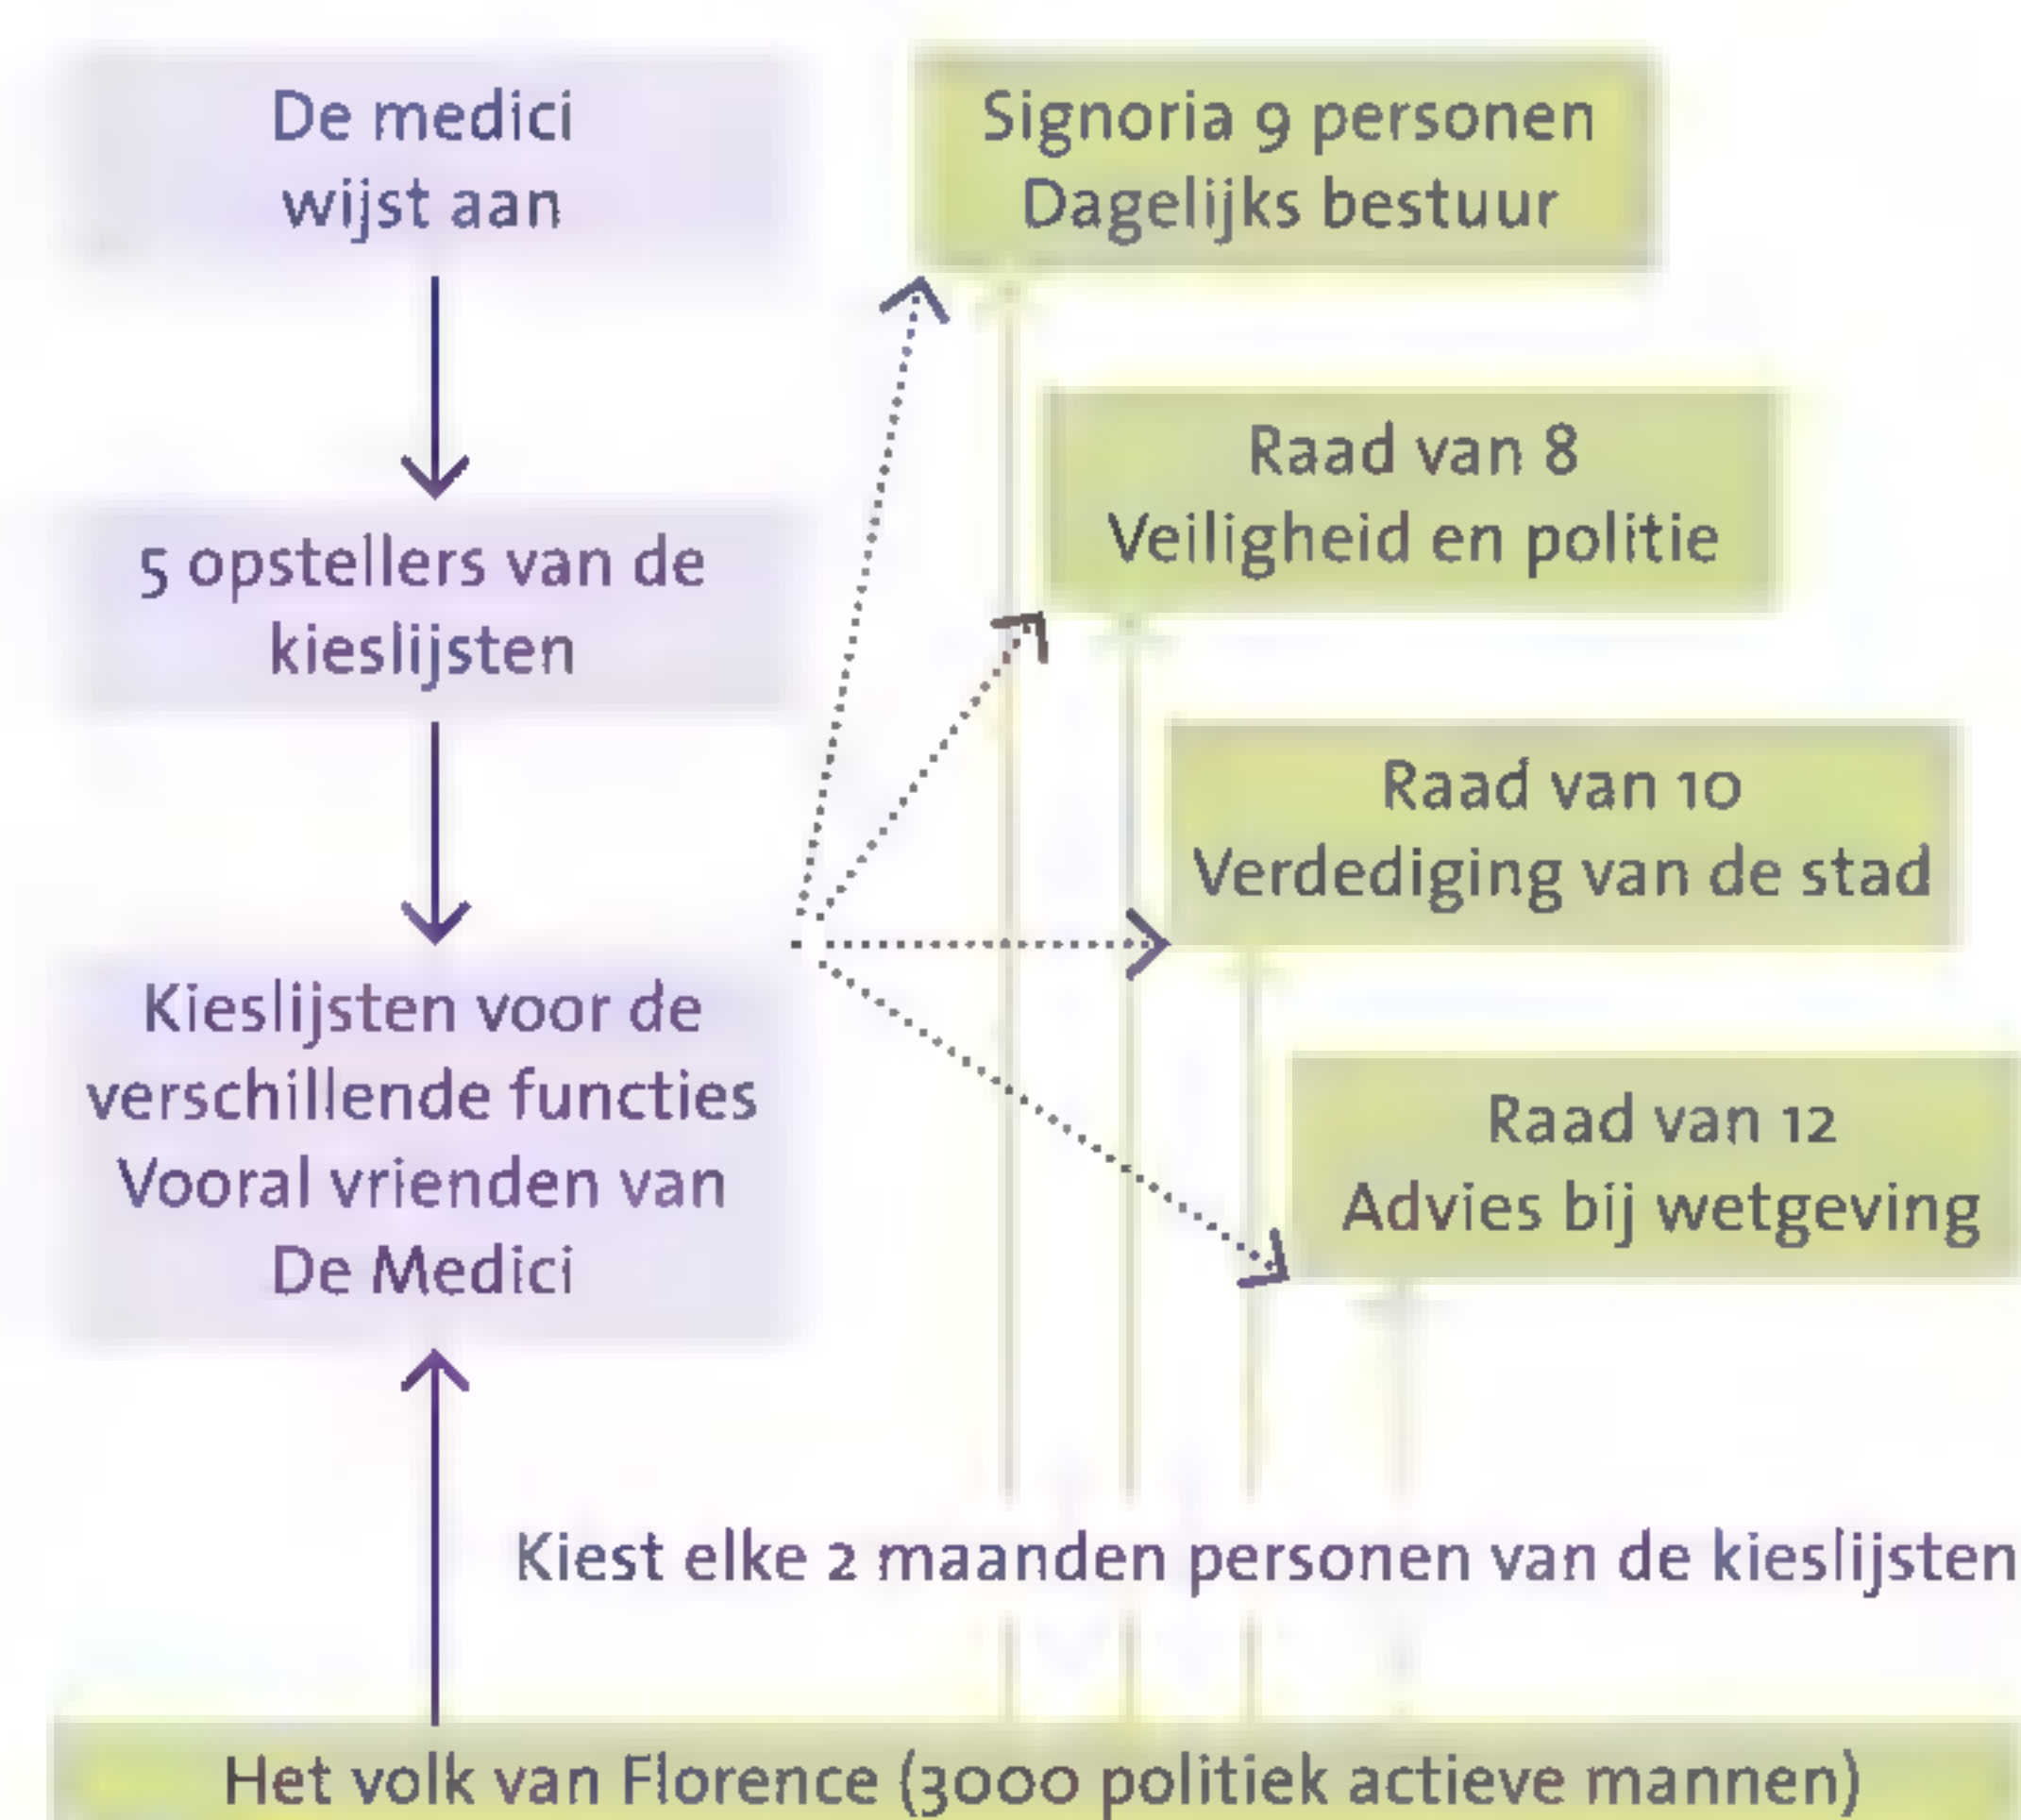 De medici
wijst aan
5 opstellers van de
kieslijsten
Kieslijsten voor de
verschillende functies
Vooral vrienden van
De Medici
Signoria 9 personen
Dagelijks bestuur
Raad van 8
Veiligheid en politie
Raad van 10
Verdediging van de stad
Raad van 12
Advies bij wetgeving
Kiest elke 2 maanden personen van de kieslijsten
Het volk van Florence (3000 politiek actieve mannen)